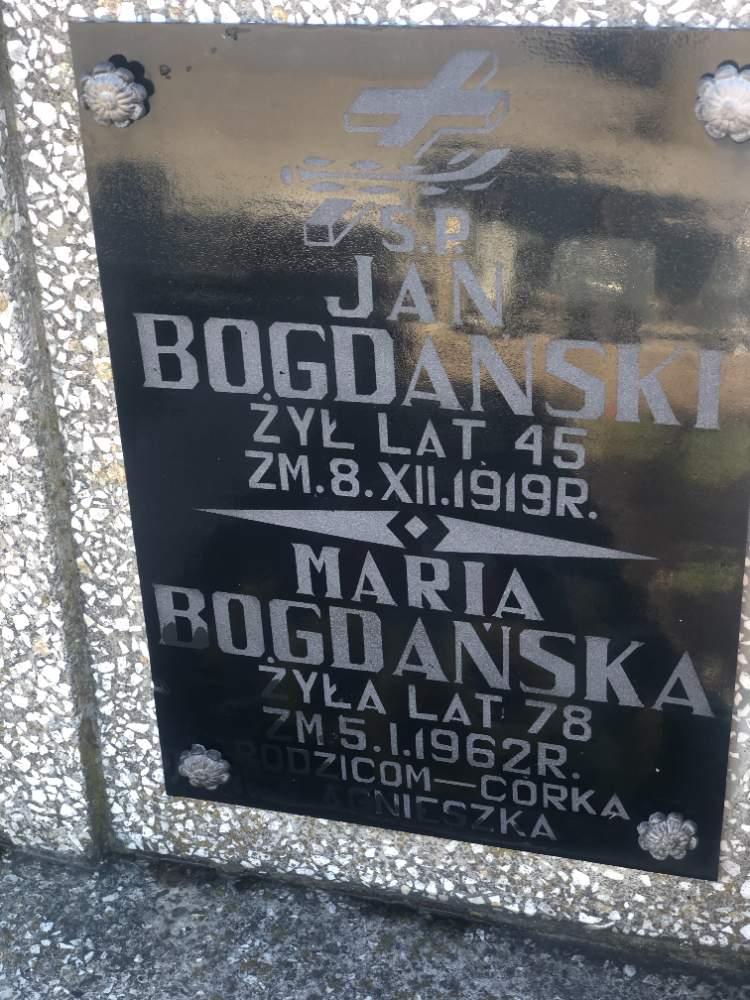 Ś.P.
JAN
BOGDAŃSKI
ŻYŁ LAT 45
ZM. 8. XII. 1919 R.
MARIA
BOGDAŃSKA
ŻYŁA LAT 78
ZM 5. I. 1962 R.
RODZICOM — CÓRKA
AGNIESZKA